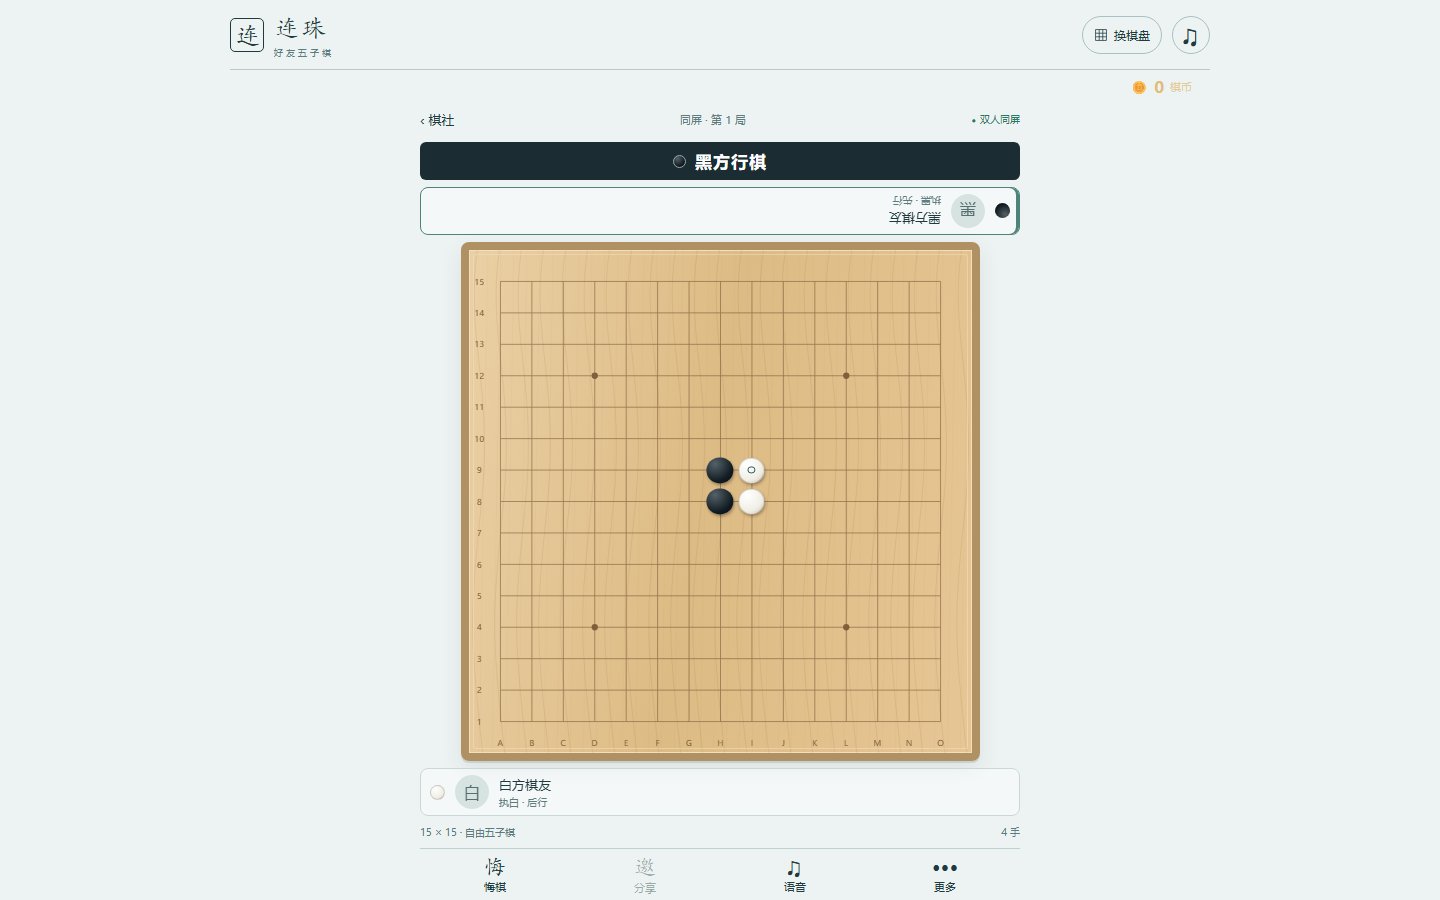 连
连珠
好友五子棋
换棋盘
♫
0 棋币
‹ 棋社
同屏 · 第 1 局
• 双人同屏
黑方行棋
执黑 · 先行
黑方棋友
黑
15
14
13
12
11
10
9
8
7
6
5
4
3
2
1
A B C D E F G H I J K L M N O
白
白方棋友
执白 · 后行
15 × 15 · 自由五子棋
4 手
悔
悔棋
邀
分享
♫
语音
•••
更多